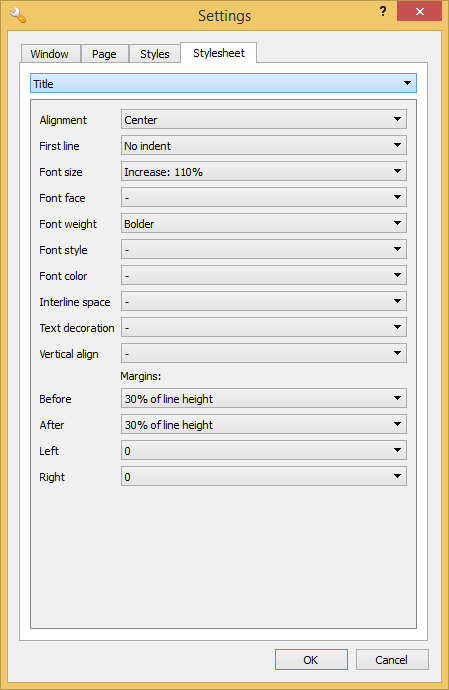 Settings
?
Window Page Styles Stylesheet
Title
Alignment Center
First line No indent
Font size Increase: 110%
Font face -
Font weight Bolder
Font style -
Font color -
Interline space -
Text decoration -
Vertical align -
Margins:
Before 30% of line height
After 30% of line height
Left 0
Right 0
OK Cancel